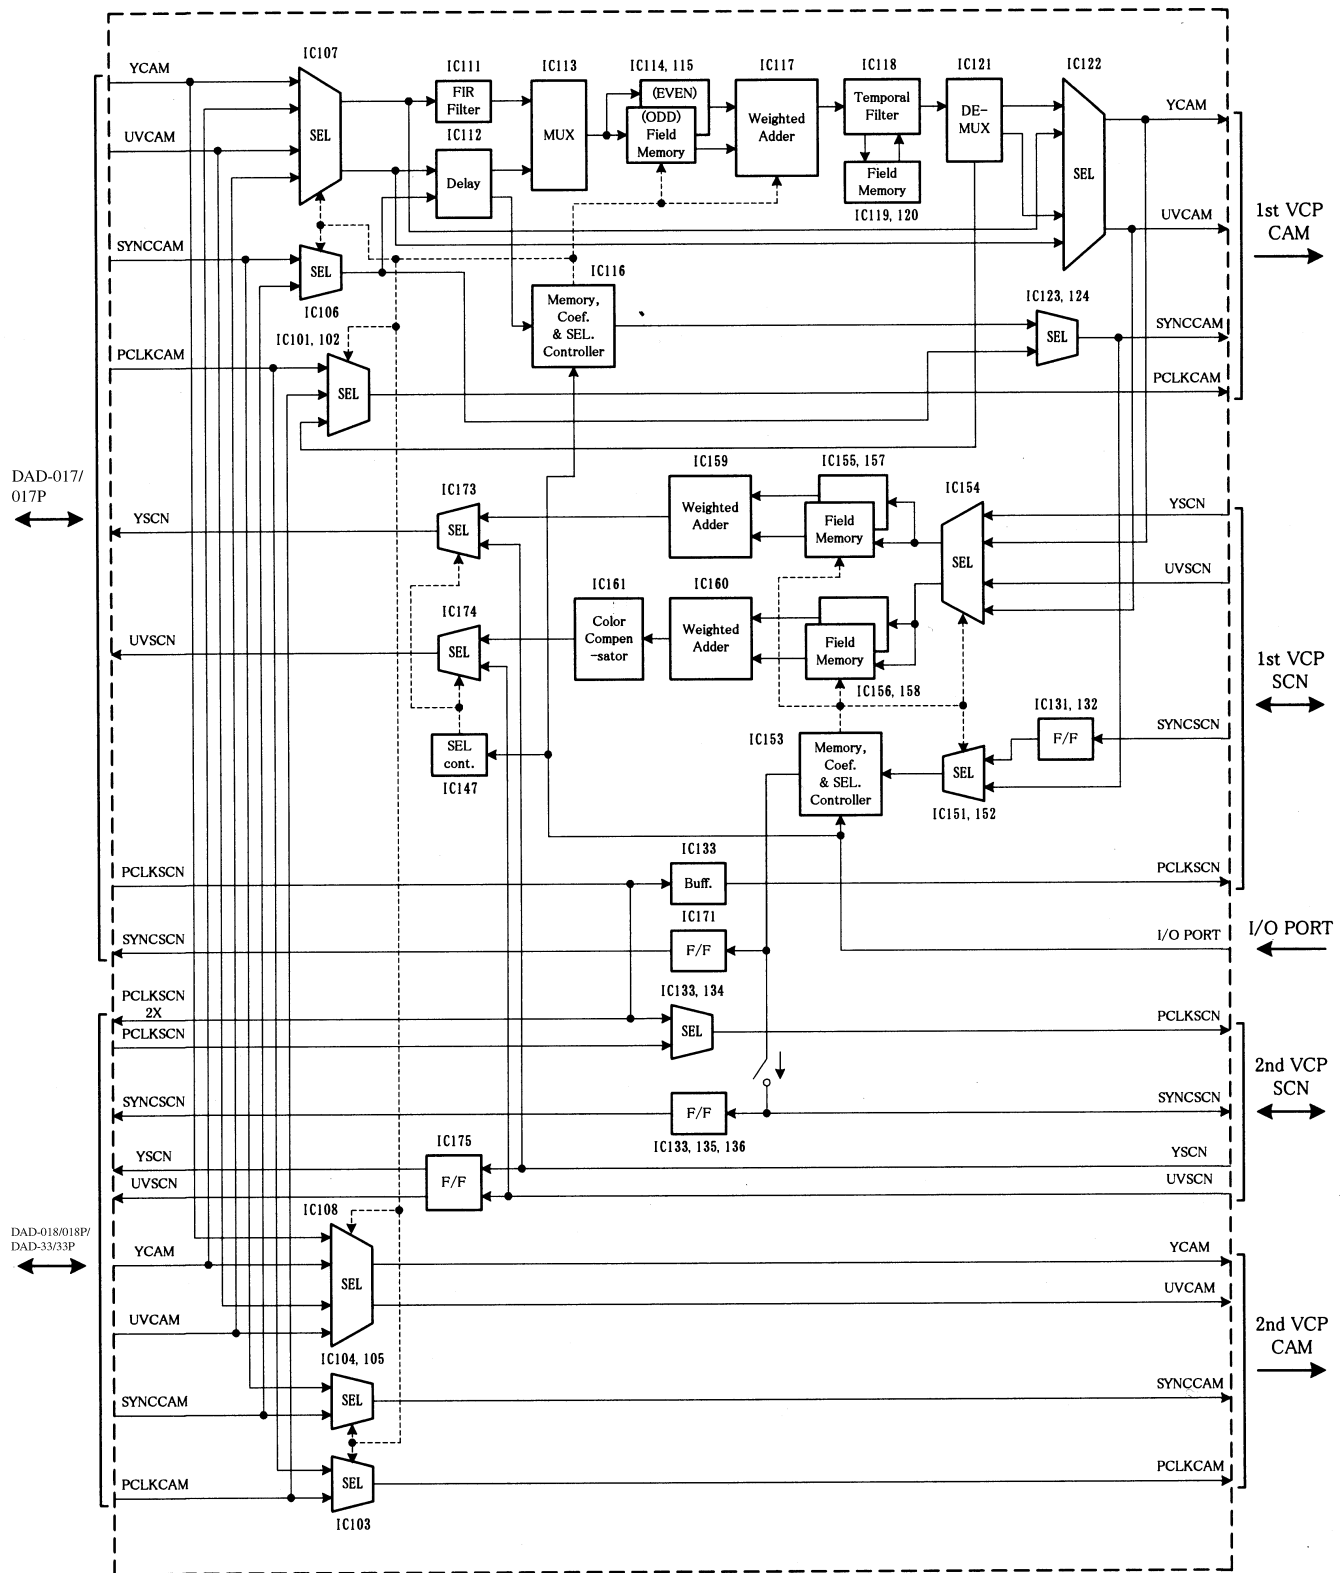 IC107
YCAM
UVCAM
SEL
IC111
FIR
Filter
IC112
Delay
IC113
MUX
IC114, 115
(EVEN)
(ODD)
Field
Memory
IC117
Weighted
Adder
IC118
Temporal
Filter
Field
Memory
IC119, 120
IC121
DE-
MUX
IC122
SEL
YCAM
UVCAM
1st VCP
CAM
SYNCCAM
SEL
IC106
IC116
Memory,
Coef.
& SEL.
Controller
IC123, 124
SEL
SYNCCAM
IC101, 102
PCLKCAM
SEL
PCLKCAM
DAD-017/
017P
IC173
YSCN
SEL
IC159
Weighted
Adder
IC155, 157
Field
Memory
IC154
SEL
YSCN
UVSCN
IC174
UVSCN
SEL
IC161
Color
Compen
-sator
IC160
Weighted
Adder
Field
Memory
IC156, 158
1st VCP
SCN
SEL
cont.
IC147
IC153
Memory,
Coef.
& SEL.
Controller
SEL
IC151, 152
IC131, 132
F/F
SYNCSCN
PCLKSCN
IC133
Buff.
PCLKSCN
SYNCSCN
IC171
F/F
I/O PORT
I/O PORT
PCLKSCN
2X
PCLKSCN
IC133, 134
SEL
PCLKSCN
2nd VCP
SCN
SYNCSCN
F/F
IC133, 135, 136
SYNCSCN
YSCN
UVSCN
IC175
F/F
YSCN
UVSCN
DAD-018/018P/
DAD-33/33P
IC108
YCAM
SEL
UVCAM
YCAM
UVCAM
2nd VCP
CAM
IC104, 105
SYNCCAM
SEL
SYNCCAM
PCLKCAM
SEL
IC103
PCLKCAM